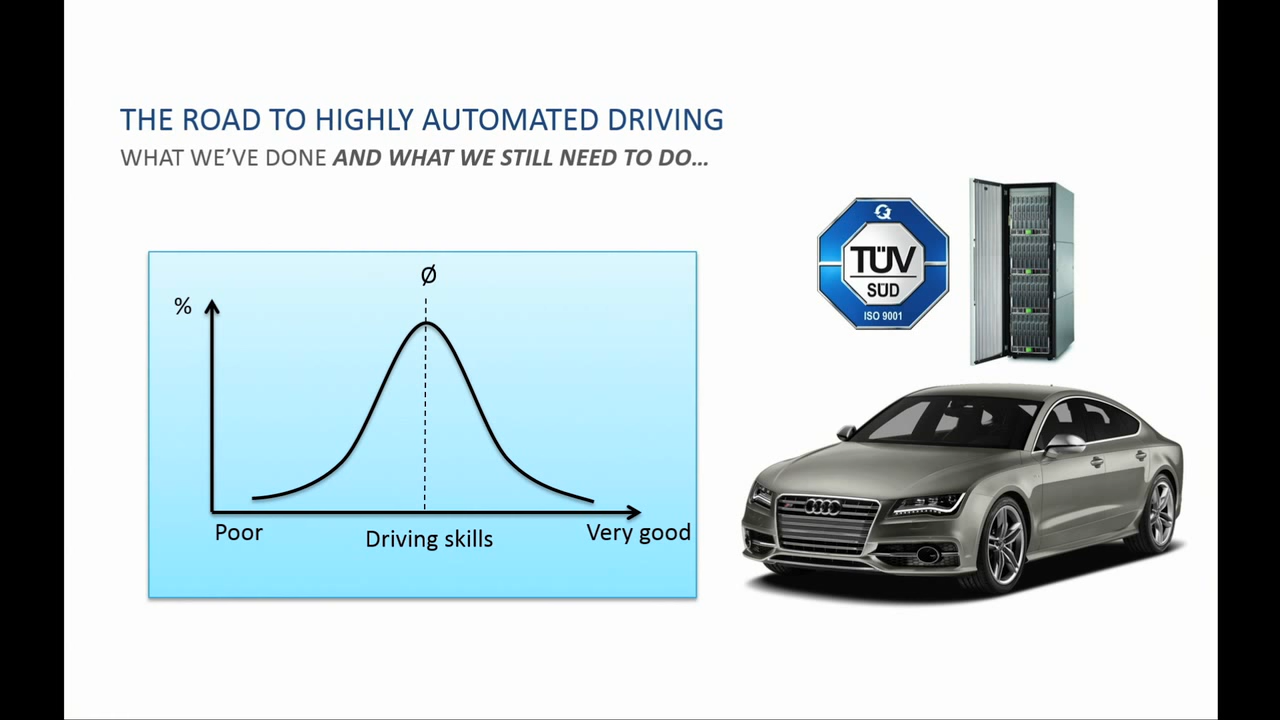 THE ROAD TO HIGHLY AUTOMATED DRIVING
WHAT WE’VE DONE AND WHAT WE STILL NEED TO DO...
Ø
%
Poor
Driving skills
Very good
TÜV
SÜD
ISO 9001